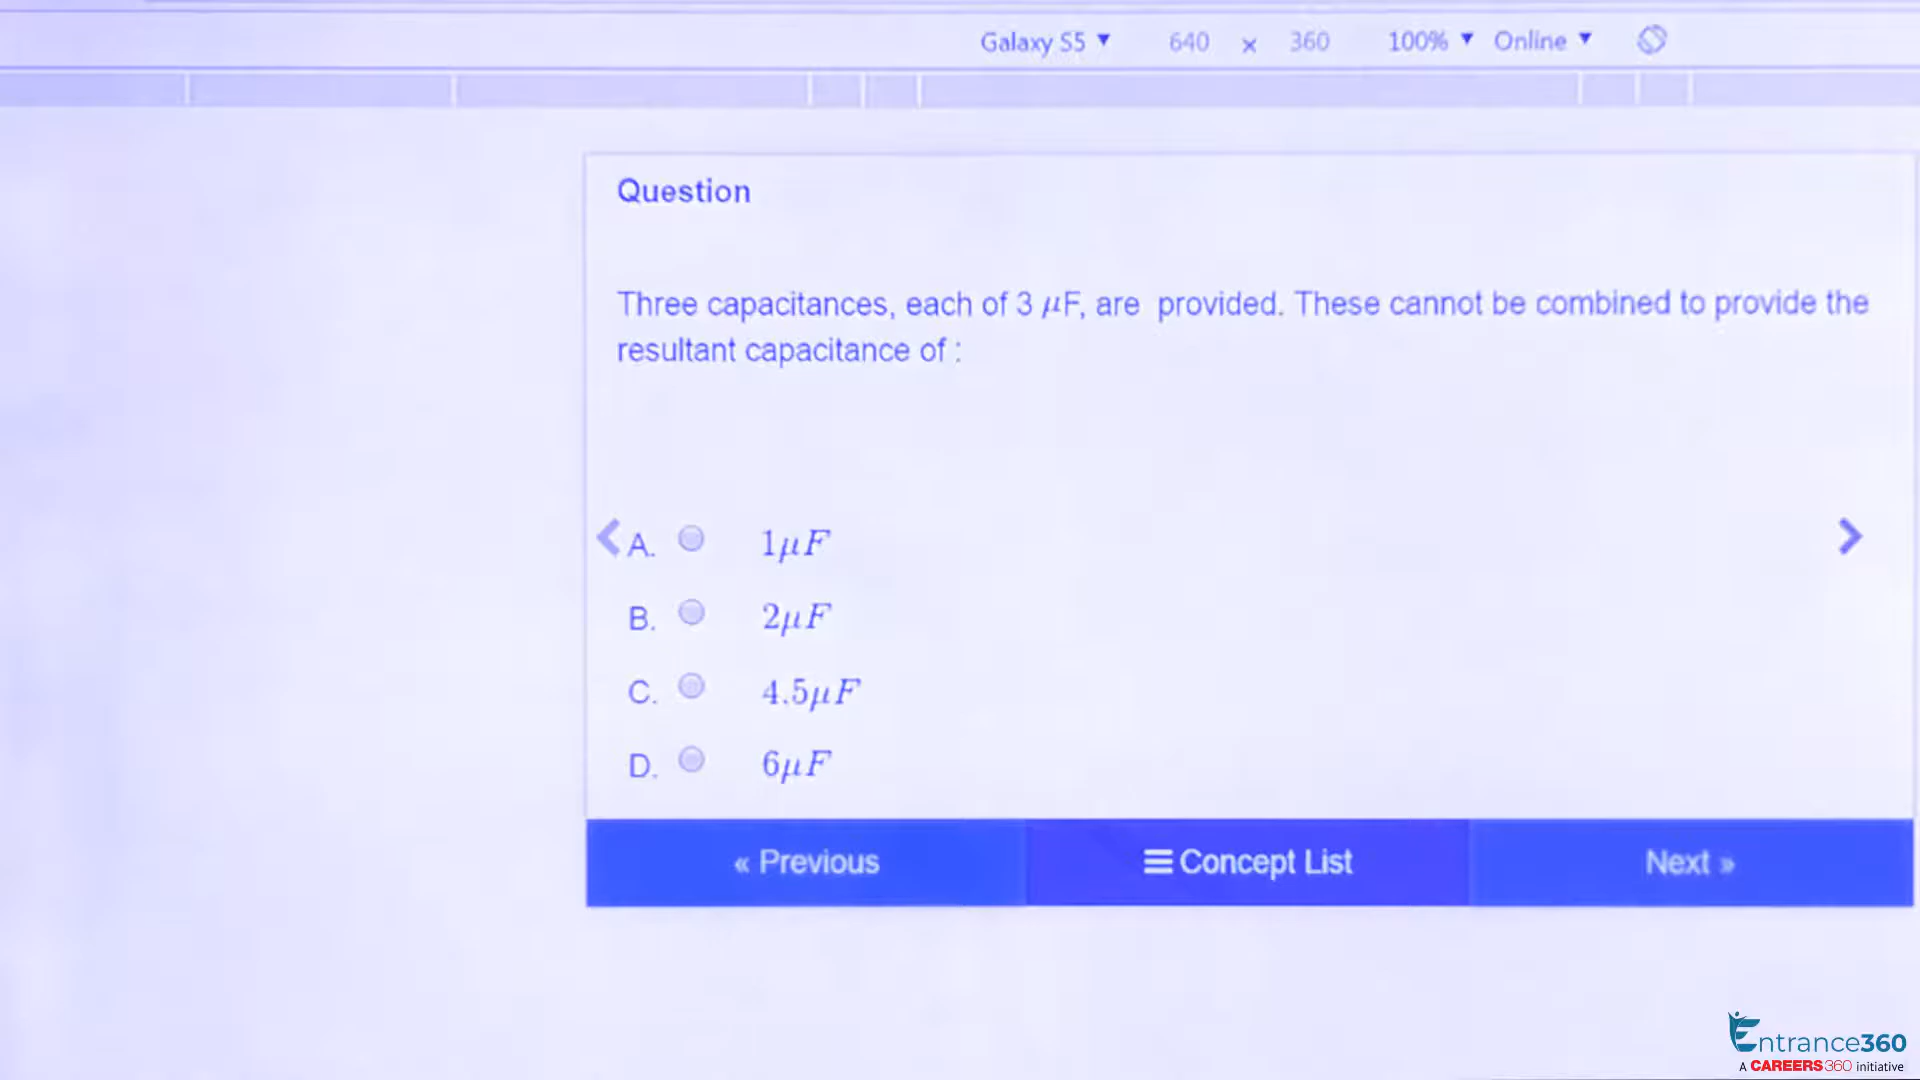 Galaxy S5 ▼ 640 x 360 100% ▼ Online ▼
Question
Three capacitances, each of 3 μF, are provided. These cannot be combined to provide the
resultant capacitance of :
A. 1μF
B. 2μF
C. 4.5μF
D. 6μF
« Previous
Concept List
Next »
Entrance360
A CAREERS360 initiative